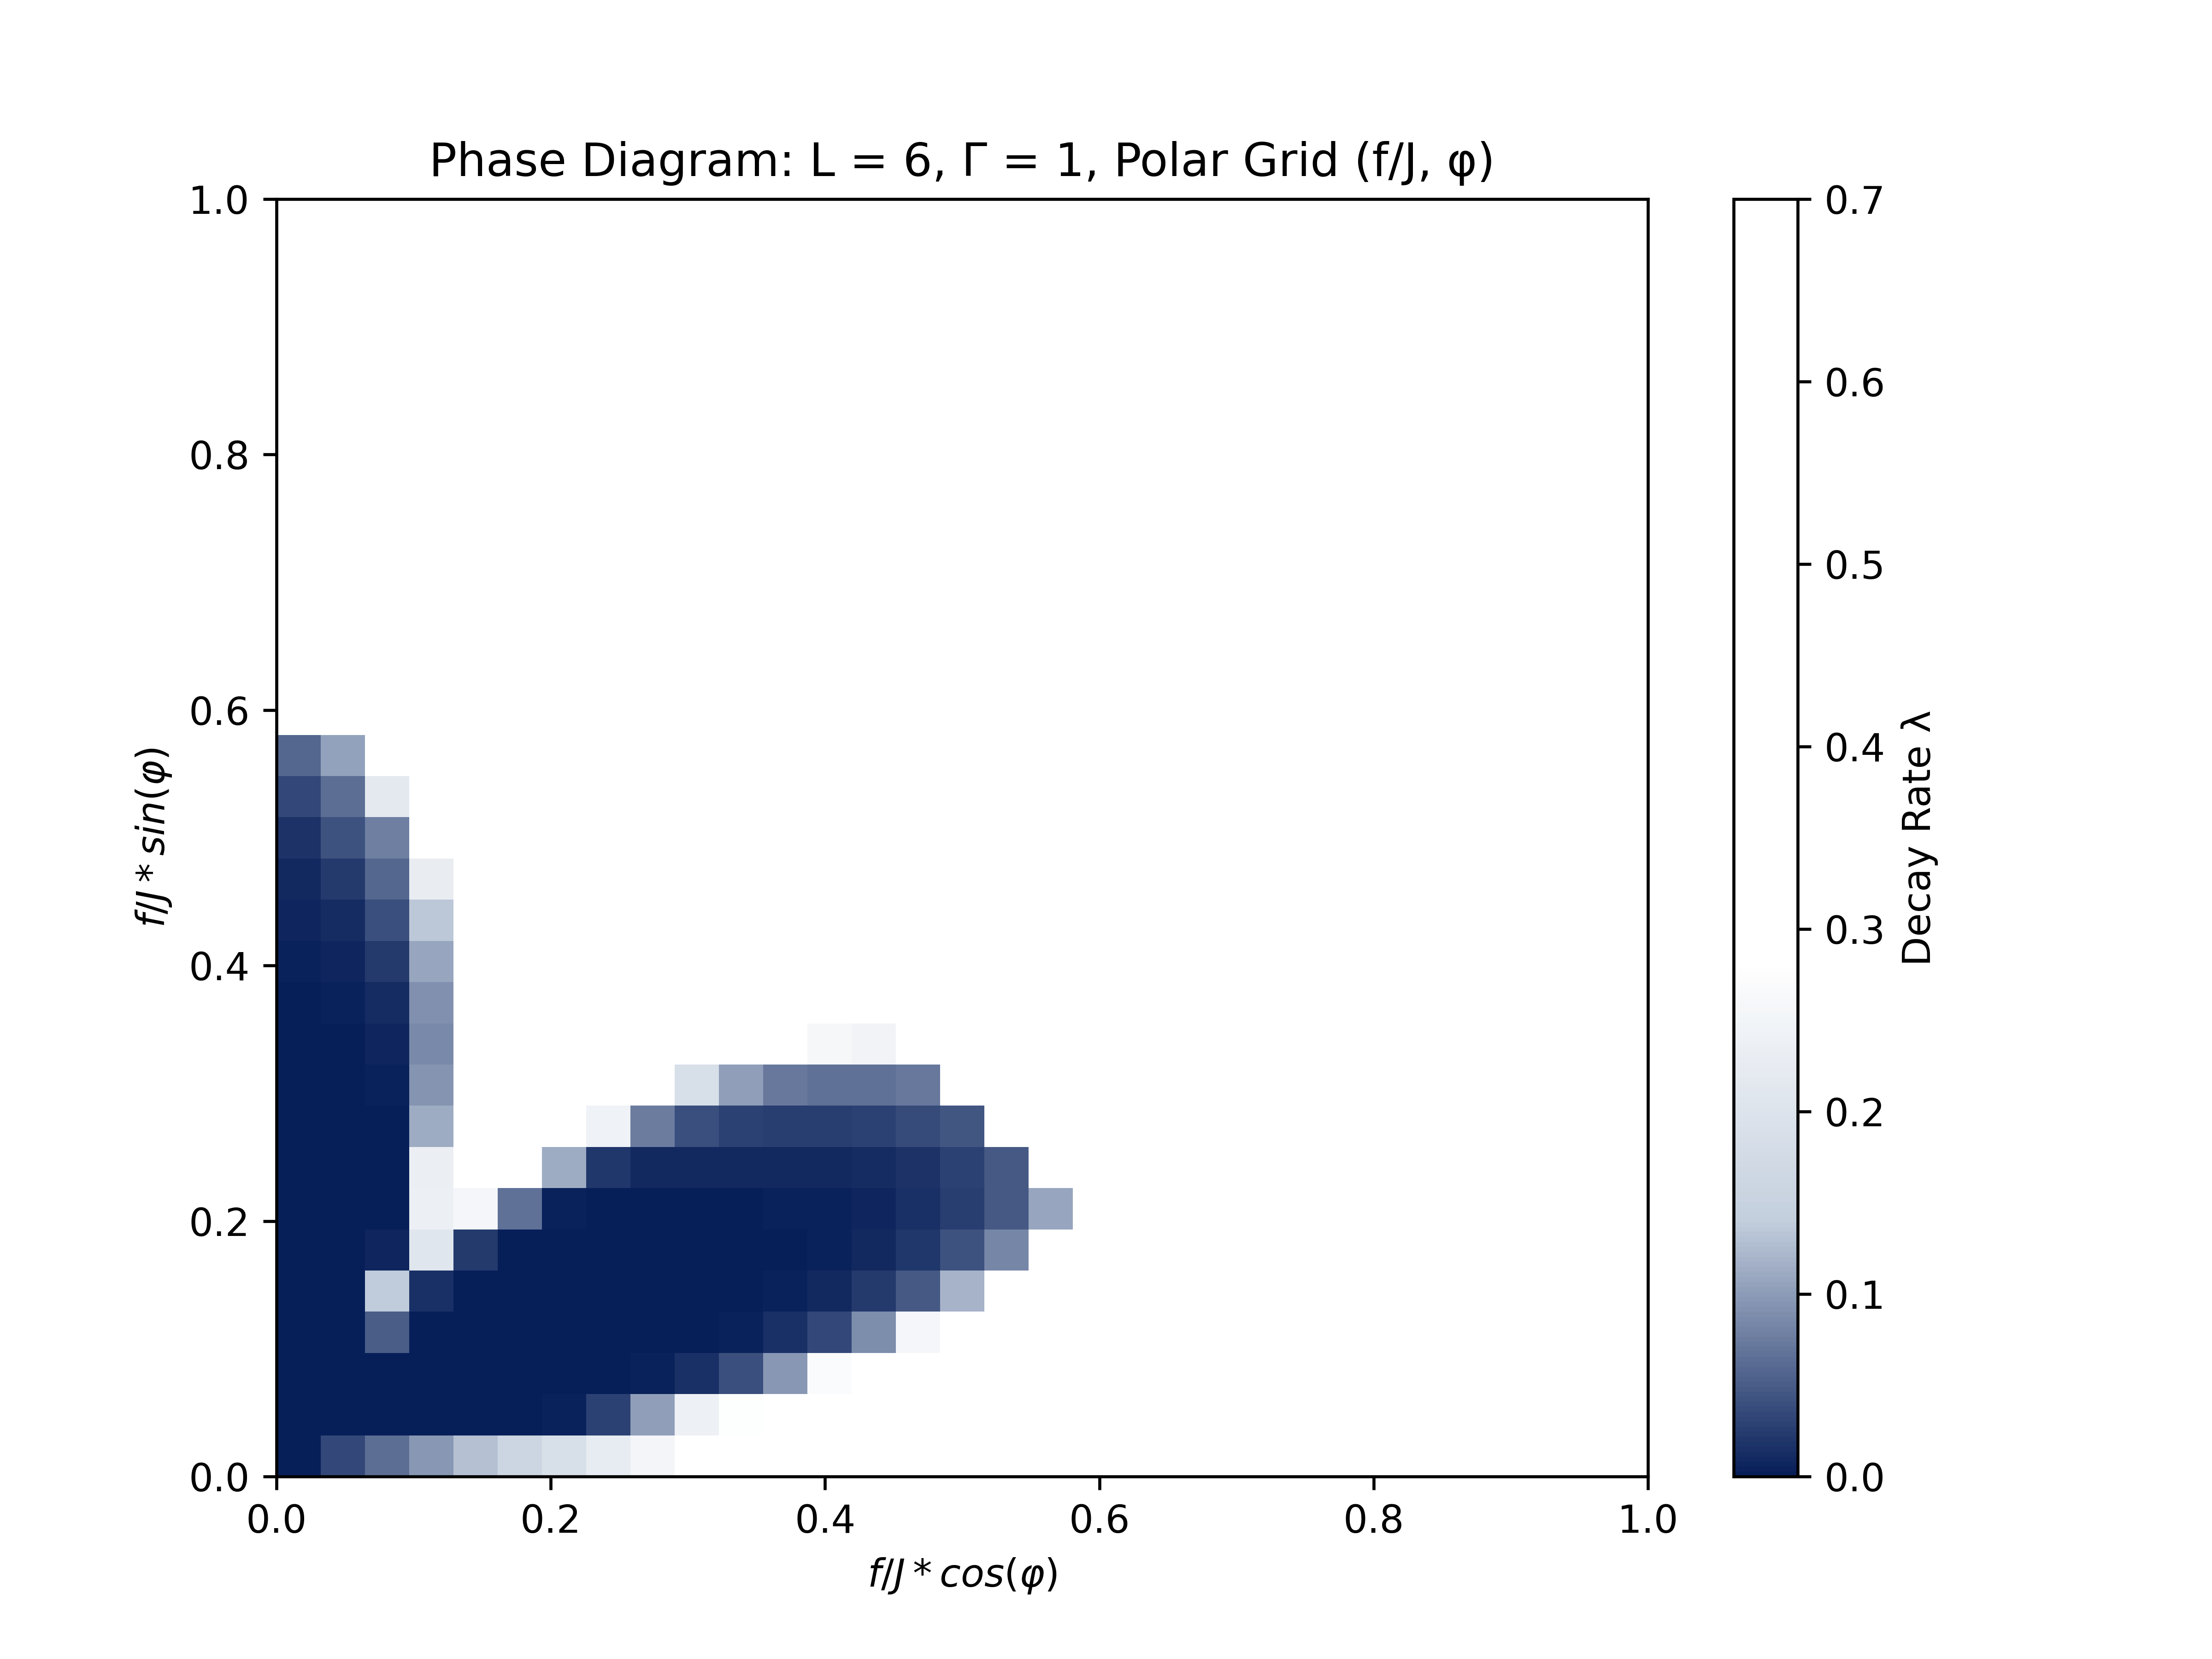 Phase Diagram: L = 6, Γ = 1, Polar Grid (f/J, φ)
1.0
0.8
0.6
0.4
0.2
0.0
f/J * sin(φ)
0.0 0.2 0.4 0.6 0.8 1.0
f/J * cos(φ)
0.7
0.6
0.5
0.4
0.3
0.2
0.1
0.0
Decay Rate λ